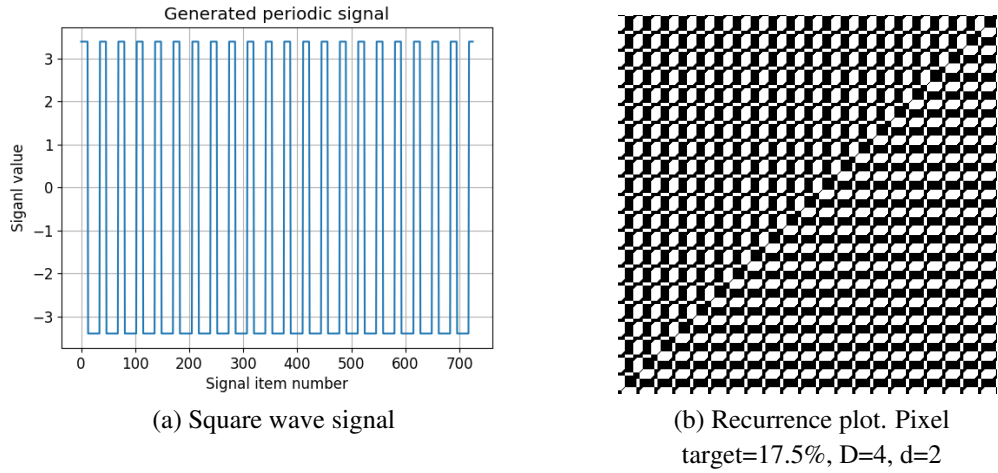 Generated periodic signal
3
2
1
0
−1
−2
−3
Siganl value
0 100 200 300 400 500 600 700
Signal item number
(a) Square wave signal
(b) Recurrence plot. Pixel
target=17.5%, D=4, d=2